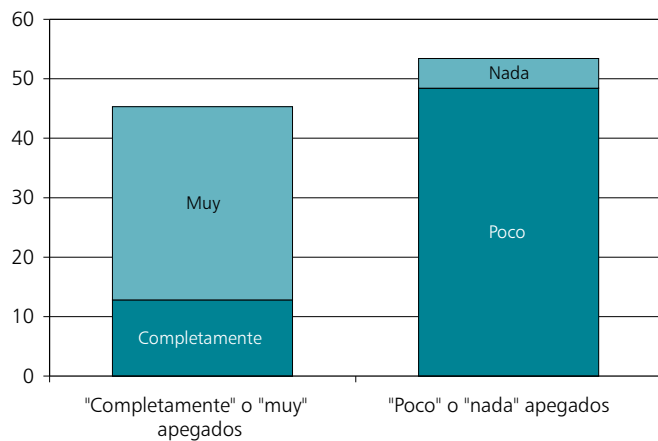 60
50
40
30
20
10
0
Muy
Completamente
Nada
Poco
"Completamente" o "muy"
apegados
"Poco" o "nada" apegados